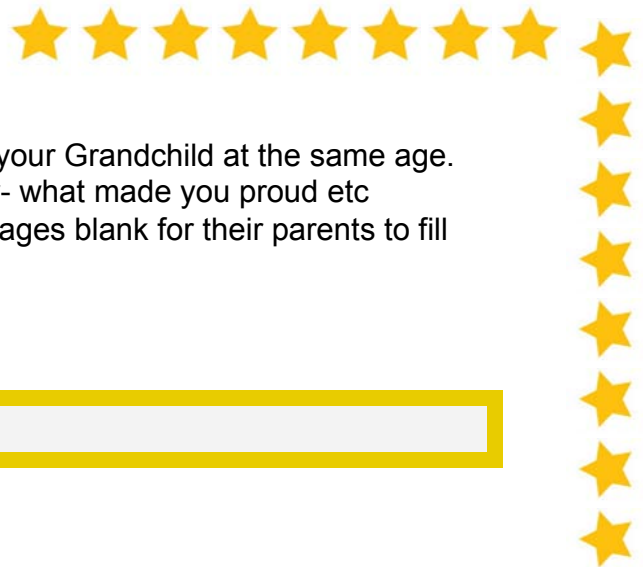 your Grandchild at the same age.
- what made you proud etc
ages blank for their parents to fill